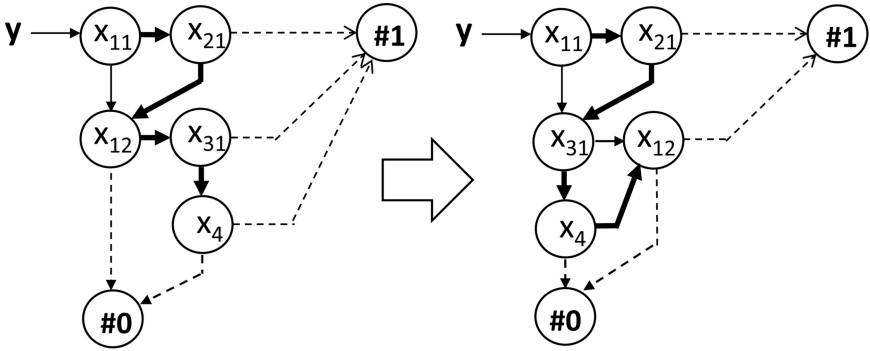 y x₁₁ x₂₁ #1 y x₁₁ x₂₁ #1
x₁₂ x₃₁ x₃₁ x₁₂
x₄ x₄
#0 #0